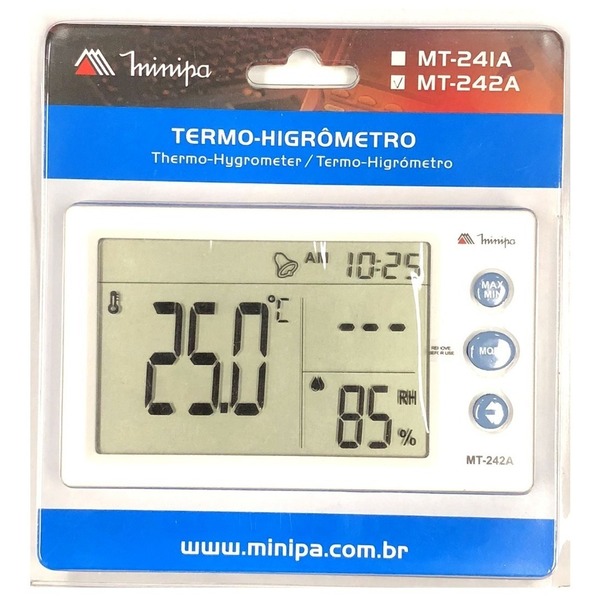 minipa
MT-241A
MT-242A
TERMO-HIGRÔMETRO
Thermo-Hygrometer / Termo-Higrómetro
minipa
AM 10:25
MAX
MIN
25.0 °C
---
REMOVE
MODE
85 RH
%
MT-242A
www.minipa.com.br